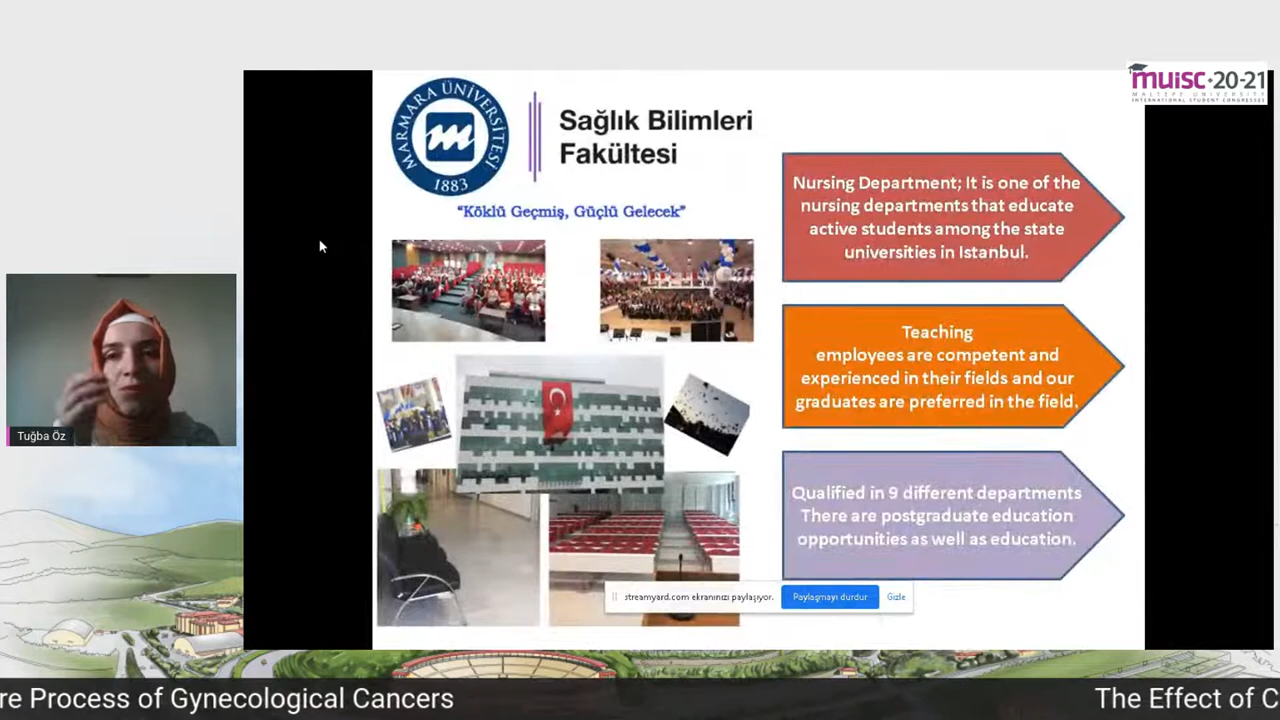 muisc·20-21
MALTEPE UNIVERSITY
INTERNATIONAL STUDENT CONGRESSES
MARMARA ÜNİVERSİTESİ
1883
Sağlık Bilimleri
Fakültesi
“Köklü Geçmiş, Güçlü Gelecek”
Nursing Department; It is one of the
nursing departments that educate
active students among the state
universities in Istanbul.
Teaching
employees are competent and
experienced in their fields and our
graduates are preferred in the field.
Qualified in 9 different departments
There are postgraduate education
opportunities as well as education.
Tuğba Öz
streamyard.com ekranınızı paylaşıyor.
Paylaşmayı durdur
Gizle
re Process of Gynecological Cancers
The Effect of C